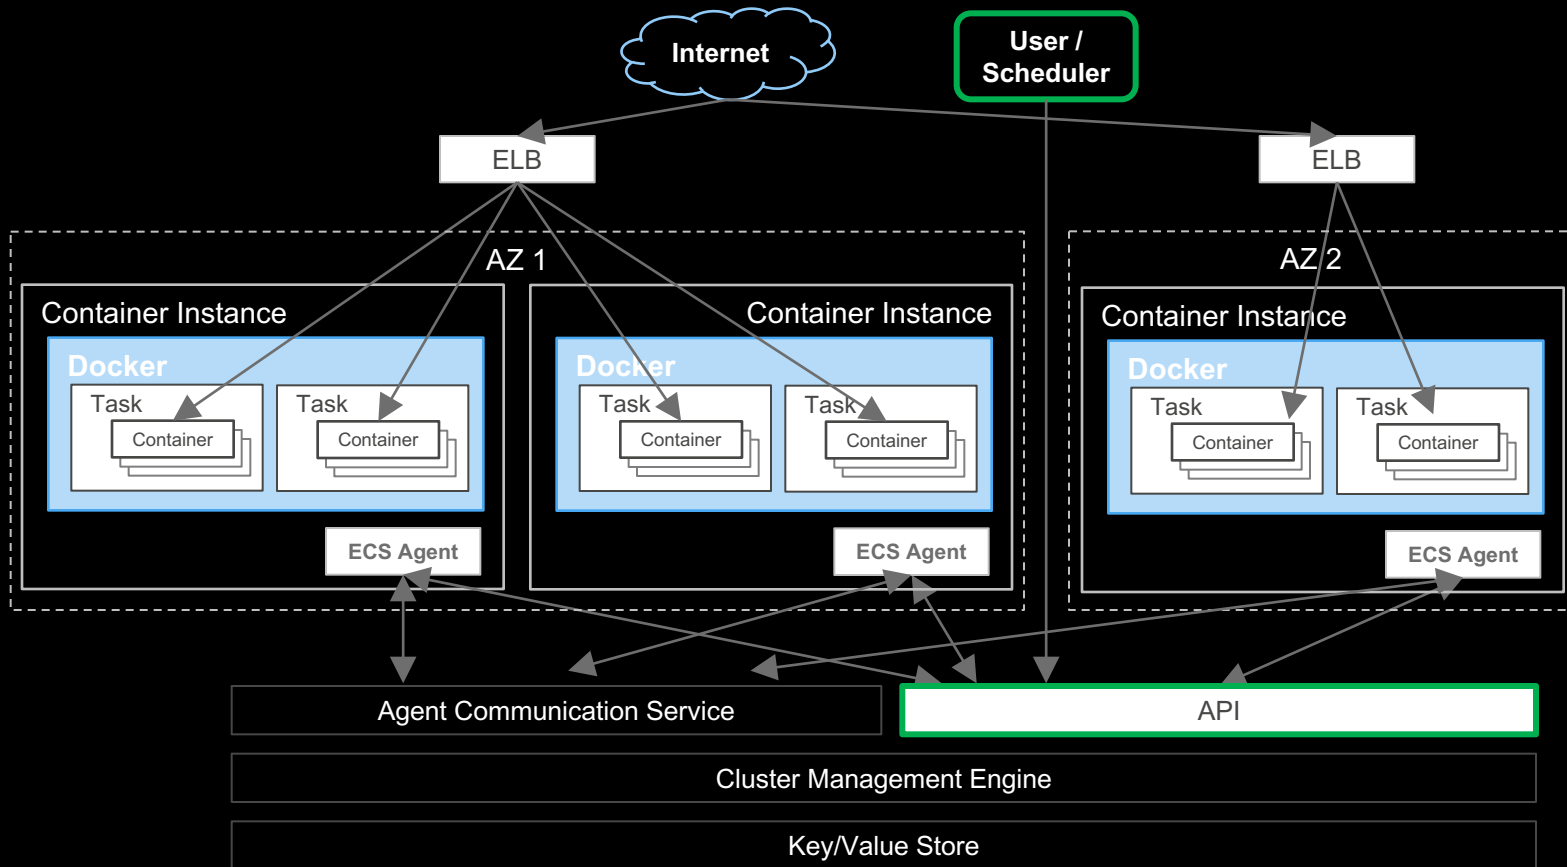 Internet
User /
Scheduler
ELB
ELB
AZ 1
AZ 2
Container Instance
Container Instance
Container Instance
Docker
Docker
Docker
Task
Task
Task
Task
Task
Task
Container
Container
Container
Container
Container
Container
ECS Agent
ECS Agent
ECS Agent
Agent Communication Service
API
Cluster Management Engine
Key/Value Store